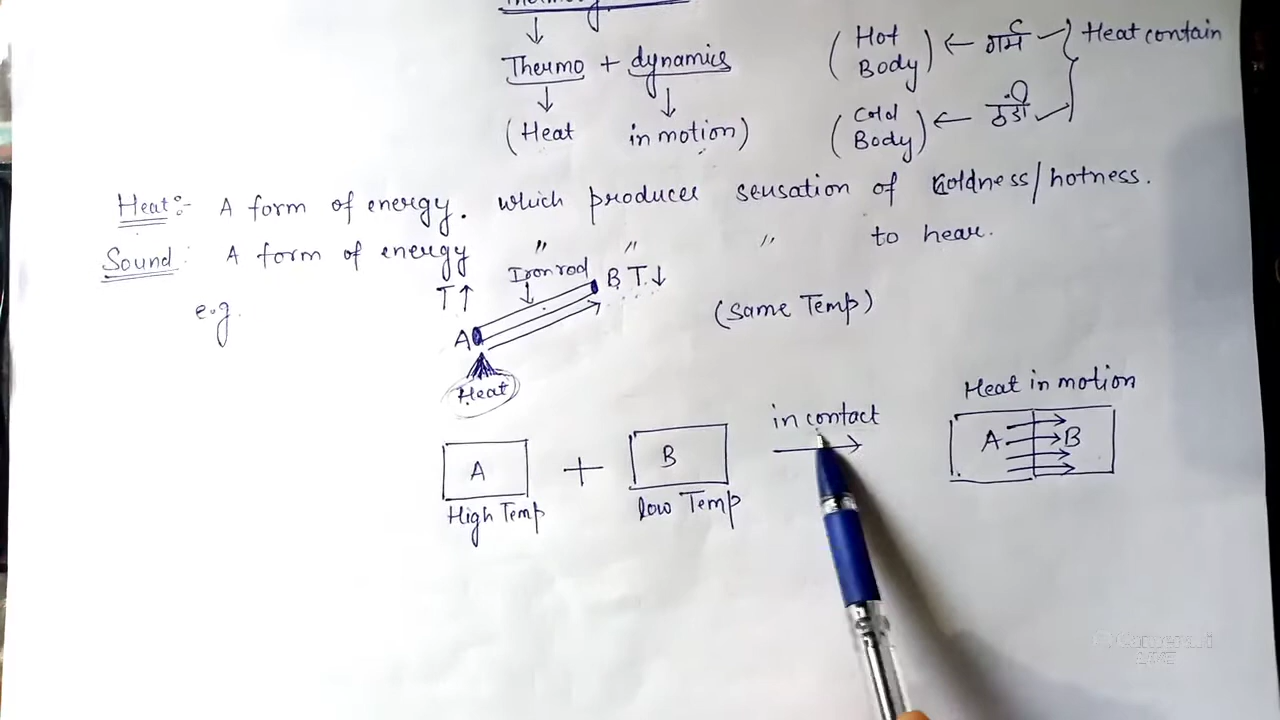 Thermo + dynamics
(Heat in motion)
(Hot Body) ← गर्म
(Cold Body) ← ठंडी
Heat contain
Heat:- A form of energy. which produces sensation of Coldness/hotness.
Sound: A form of energy " " " to hear.
e.g.
T↑ Iron rod B T.↓
A
(Same Temp)
Heat
A + B in contact → Heat in motion
A B
High Temp low Temp